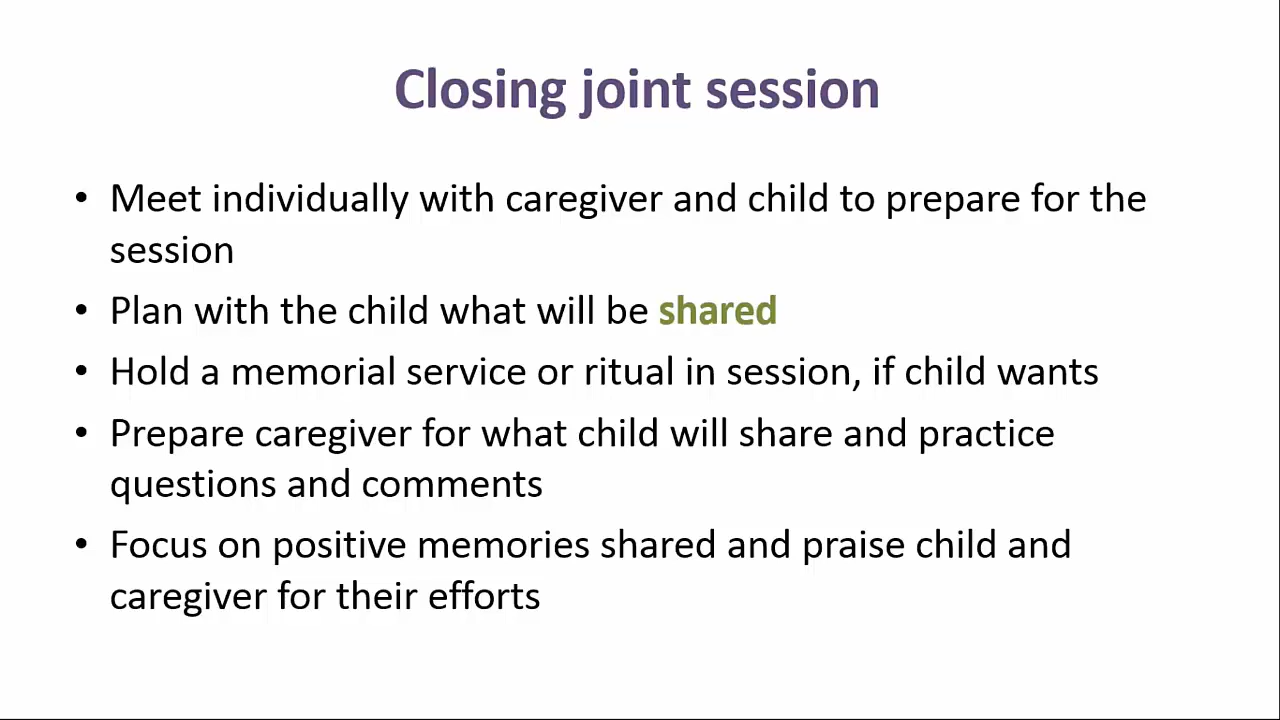 Closing joint session
• Meet individually with caregiver and child to prepare for the
session
• Plan with the child what will be shared
• Hold a memorial service or ritual in session, if child wants
• Prepare caregiver for what child will share and practice
questions and comments
• Focus on positive memories shared and praise child and
caregiver for their efforts